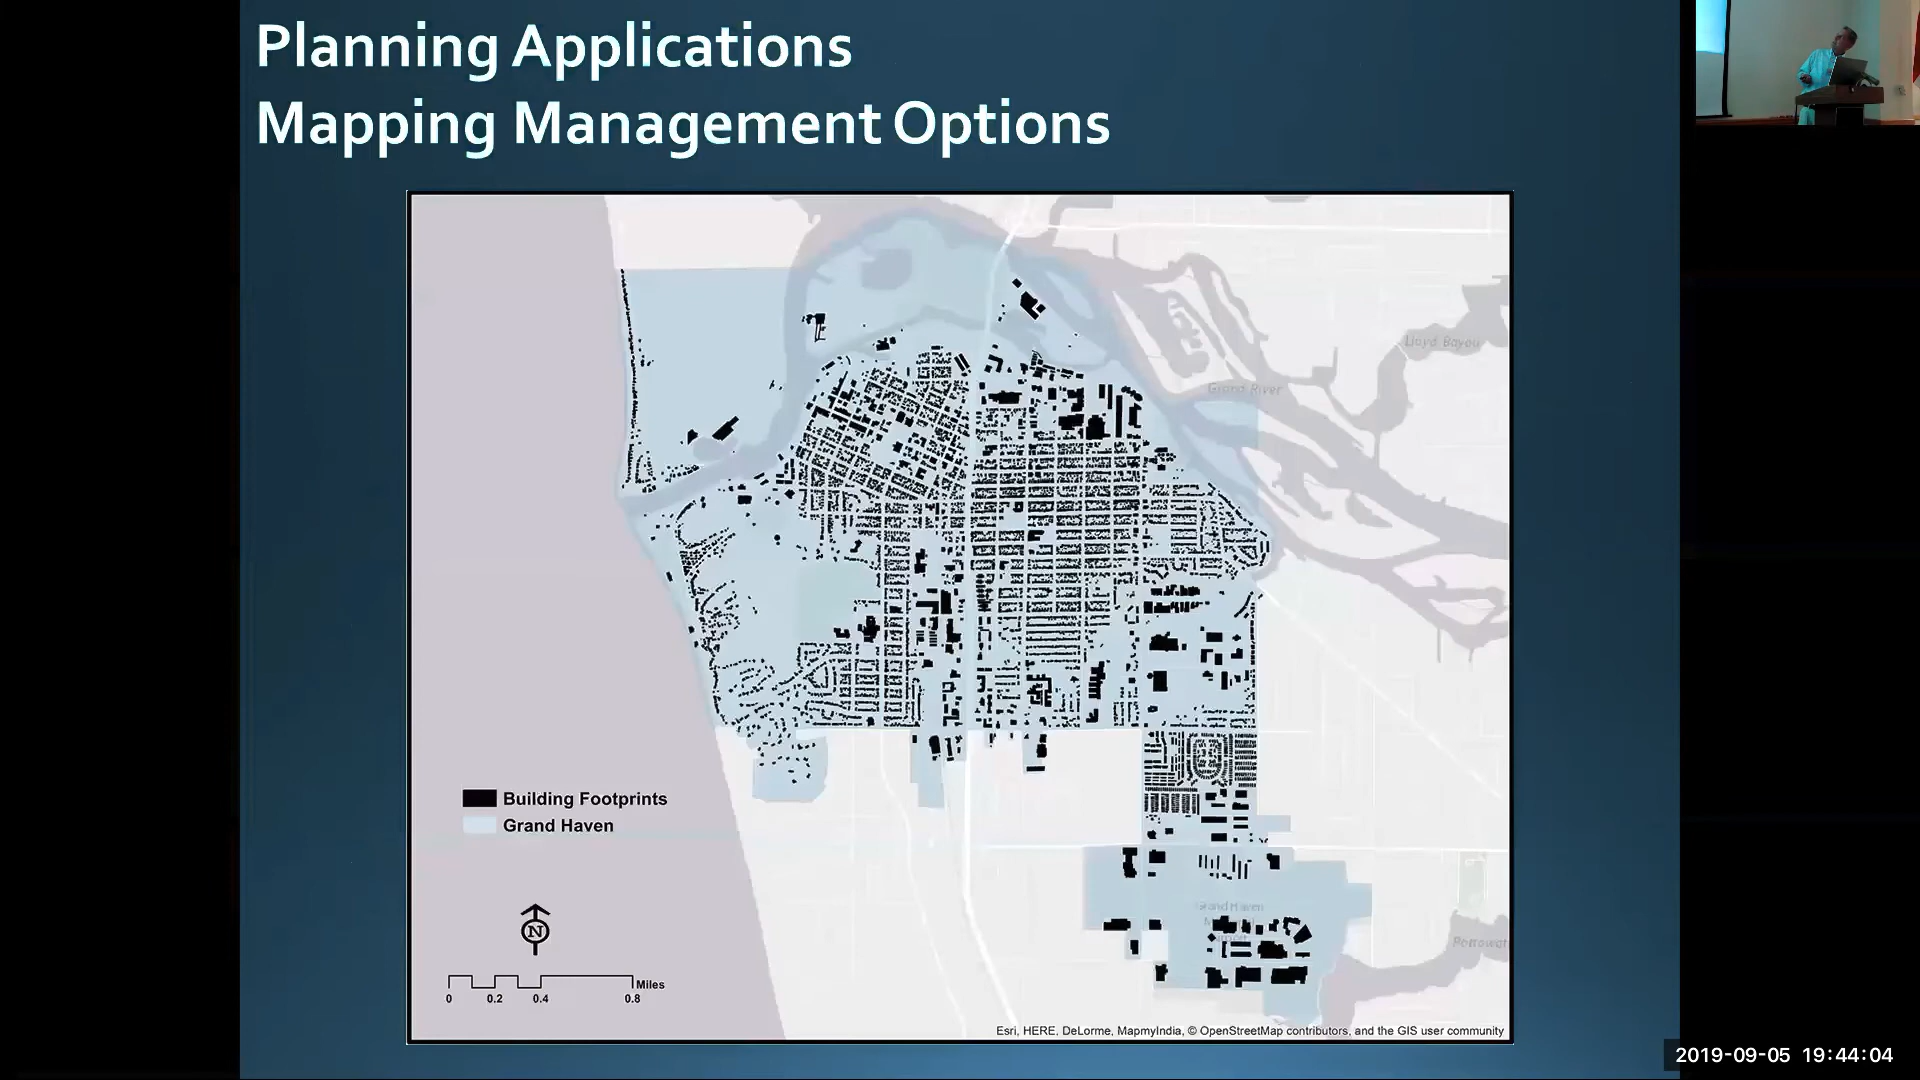 Planning Applications
Mapping Management Options
Lloyd Bayou
Grand River
Building Footprints
Grand Haven
Grand Haven
N
Miles
0 0.2 0.4 0.8
Esri, HERE, DeLorme, MapmyIndia, © OpenStreetMap contributors, and the GIS user community
2019-09-05 19:44:04